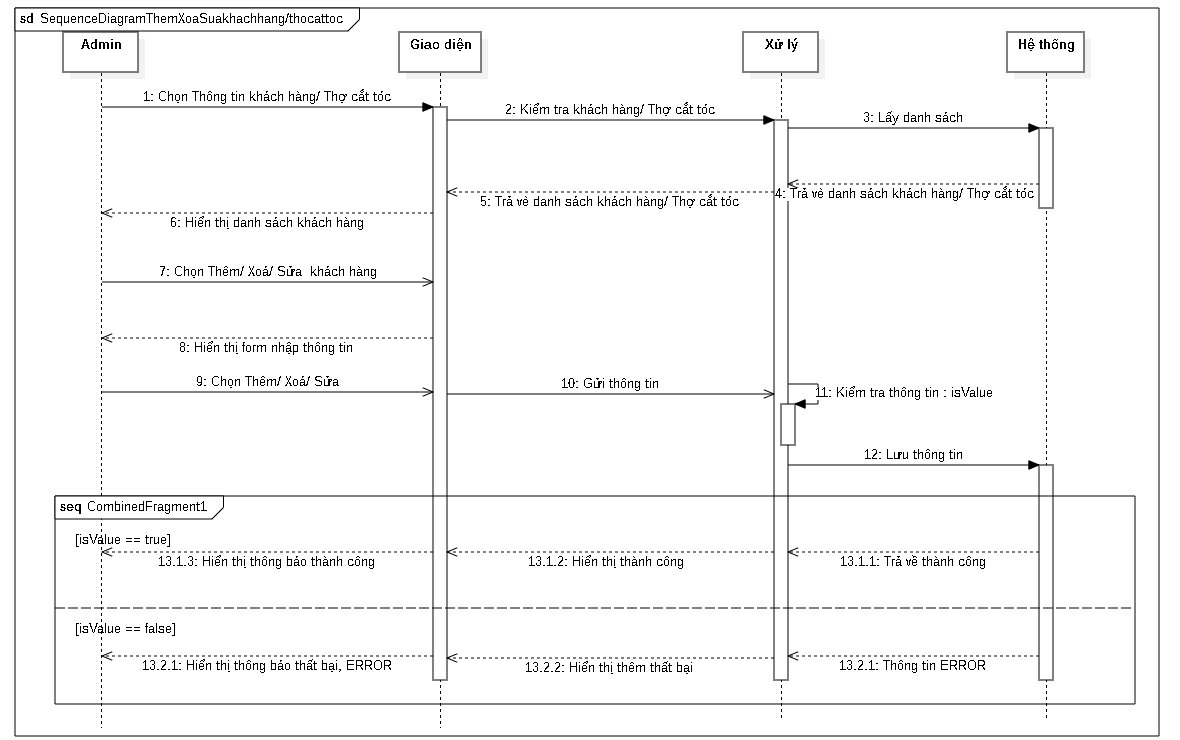 sd SequenceDiagramThemXoaSuakhachhang/thocattoc
Admin
Giao diện
Xử lý
Hệ thống
1: Chọn Thông tin khách hàng/ Thợ cắt tóc
2: Kiểm tra khách hàng/ Thợ cắt tóc
3: Lấy danh sách
4: Trả vè danh sách khách hàng/ Thợ cắt tóc
5: Trả vè danh sách khách hàng/ Thợ cắt tóc
6: Hiển thị danh sách khách hàng
7: Chọn Thêm/ Xoá/ Sửa  khách hàng
8: Hiển thị form nhập thông tin
9: Chọn Thêm/ Xoá/ Sửa
10: Gửi thông tin
11: Kiểm tra thông tin : isValue
12: Lưu thông tin
seq CombinedFragment1
[isValue == true]
13.1.3: Hiển thị thông báo thành công
13.1.2: Hiển thị thành công
13.1.1: Trả về thành công
[isValue == false]
13.2.1: Hiển thị thông báo thất bại, ERROR
13.2.2: Hiển thị thêm thất bại
13.2.1: Thông tin ERROR